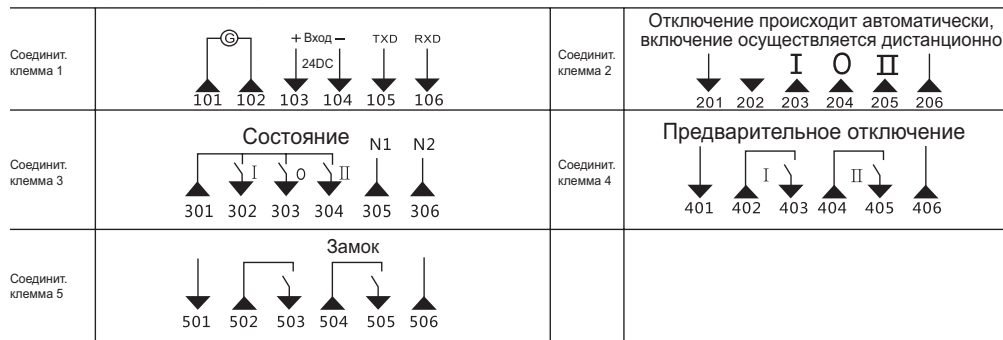 Соединит.
клемма 1
G
+ Вход –
TXD
RXD
24DC
101 102 103 104 105 106
Соединит.
клемма 2
Отключение происходит автоматически,
включение осуществляется дистанционно
I O II
201 202 203 204 205 206
Соединит.
клемма 3
Состояние
N1 N2
I O II
301 302 303 304 305 306
Соединит.
клемма 4
Предварительное отключение
I II
401 402 403 404 405 406
Соединит.
клемма 5
Замок
501 502 503 504 505 506